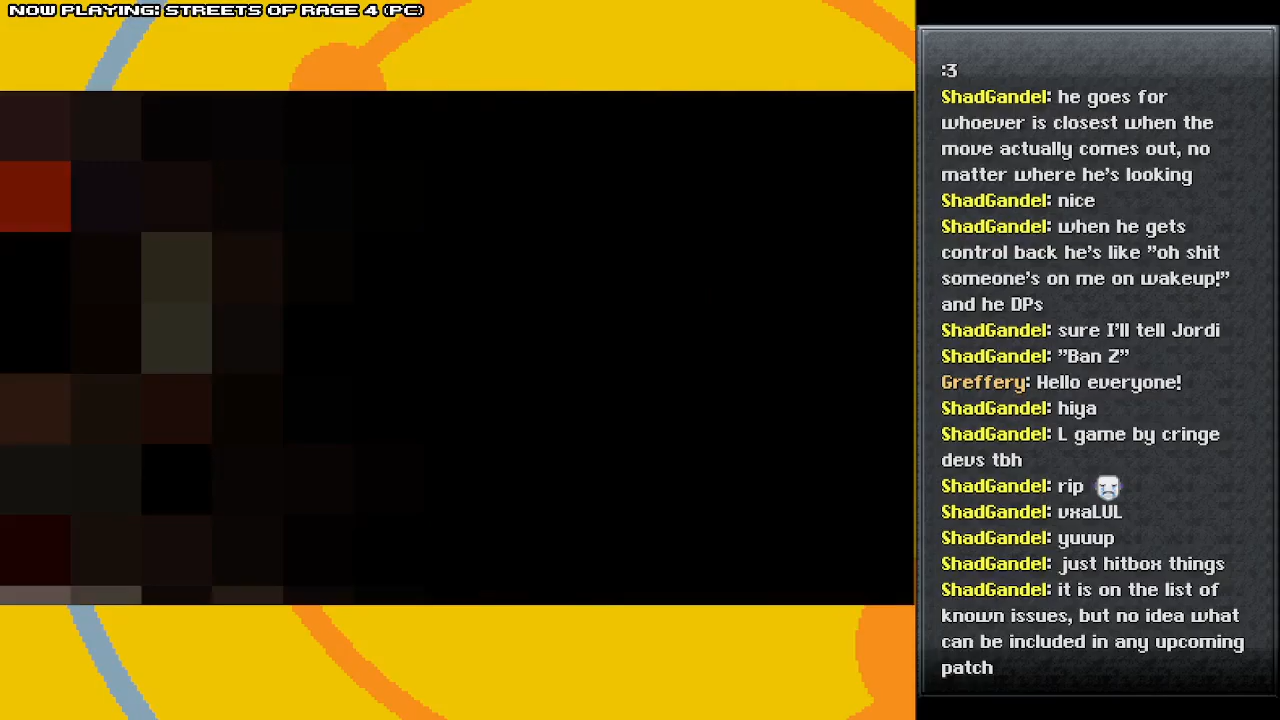 NOW PLAYING: STREETS OF RAGE 4 (PC)
:3
ShadGandel: he goes for
whoever is closest when the
move actually comes out, no
matter where he's looking
ShadGandel: nice
ShadGandel: when he gets
control back he's like "oh shit
someone's on me on wakeup!"
and he DPs
ShadGandel: sure I'll tell Jordi
ShadGandel: "Ban Z"
Greffery: Hello everyone!
ShadGandel: hiya
ShadGandel: L game by cringe
devs tbh
ShadGandel: rip
ShadGandel: vxaLUL
ShadGandel: yuuup
ShadGandel: just hitbox things
ShadGandel: it is on the list of
known issues, but no idea what
can be included in any upcoming
patch